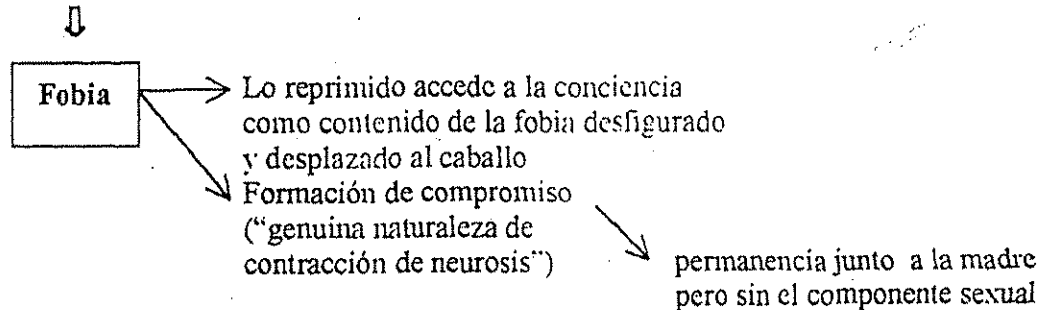 Fobia
Lo reprimido accede a la conciencia
como contenido de la fobia desfigurado
y desplazado al caballo
Formación de compromiso
("genuina naturaleza de
contracción de neurosis")
permanencia junto a la madre
pero sin el componente sexual